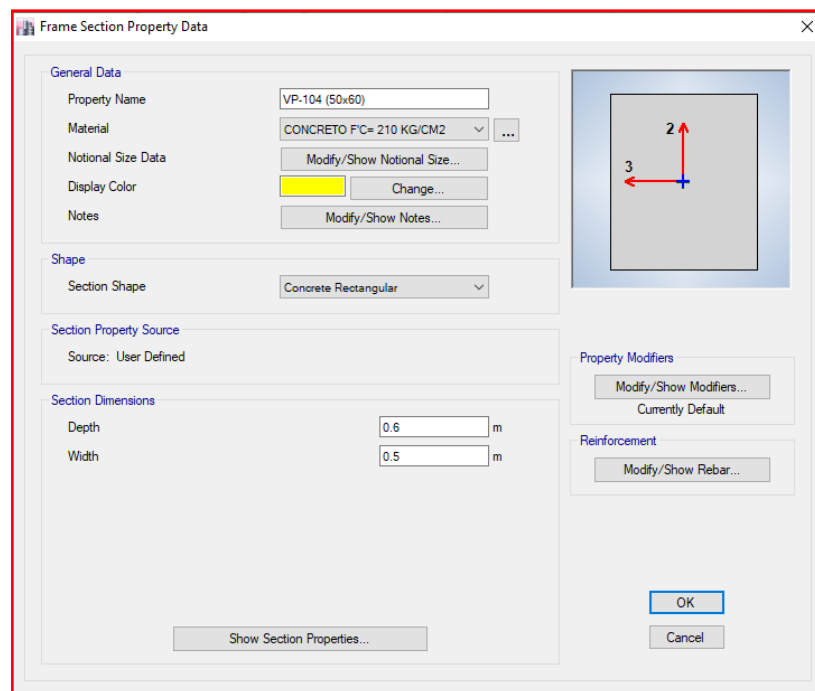 Frame Section Property Data
General Data
Property Name VP-104 (50x60)
Material CONCRETO F'C= 210 KG/CM2 ...
Notional Size Data Modify/Show Notional Size...
Display Color Change...
Notes Modify/Show Notes...
2
3
Shape
Section Shape Concrete Rectangular
Section Property Source
Source: User Defined
Section Dimensions
Depth 0.6 m
Width 0.5 m
Show Section Properties...
Property Modifiers
Modify/Show Modifiers...
Currently Default
Reinforcement
Modify/Show Rebar...
OK
Cancel